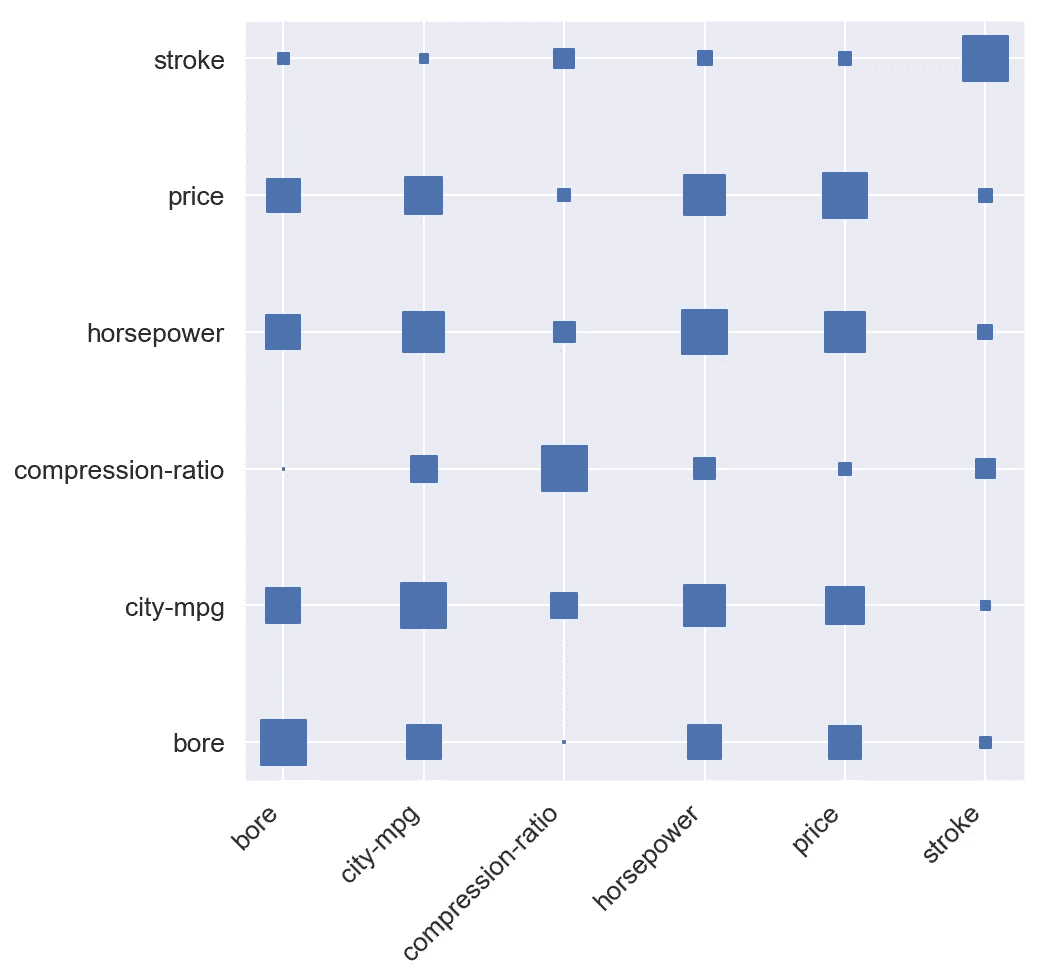 stroke
price
horsepower
compression-ratio
city-mpg
bore
bore
city-mpg
compression-ratio
horsepower
price
stroke